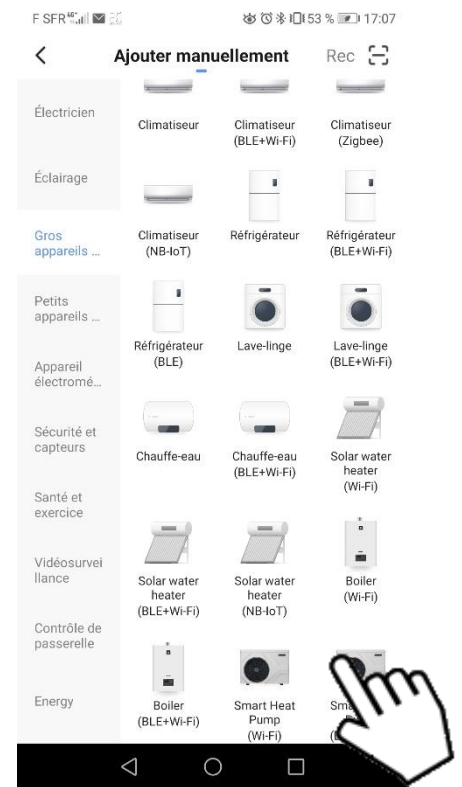 F SFR 53 % 17:07
Ajouter manuellement Rec
Électricien
Climatiseur
Climatiseur
(BLE+Wi-Fi)
Climatiseur
(Zigbee)
Éclairage
Gros
appareils ...
Climatiseur
(NB-IoT)
Réfrigérateur
Réfrigérateur
(BLE+Wi-Fi)
Petits
appareils ...
Réfrigérateur
(BLE)
Lave-linge
Lave-linge
(BLE+Wi-Fi)
Appareil
électromé...
Sécurité et
capteurs
Chauffe-eau
Chauffe-eau
(BLE+Wi-Fi)
Solar water
heater
(Wi-Fi)
Santé et
exercice
Vidéosurvei
llance
Solar water
heater
(BLE+Wi-Fi)
Solar water
heater
(NB-IoT)
Boiler
(Wi-Fi)
Contrôle de
passerelle
Energy
Boiler
(BLE+Wi-Fi)
Smart Heat
Pump
(Wi-Fi)